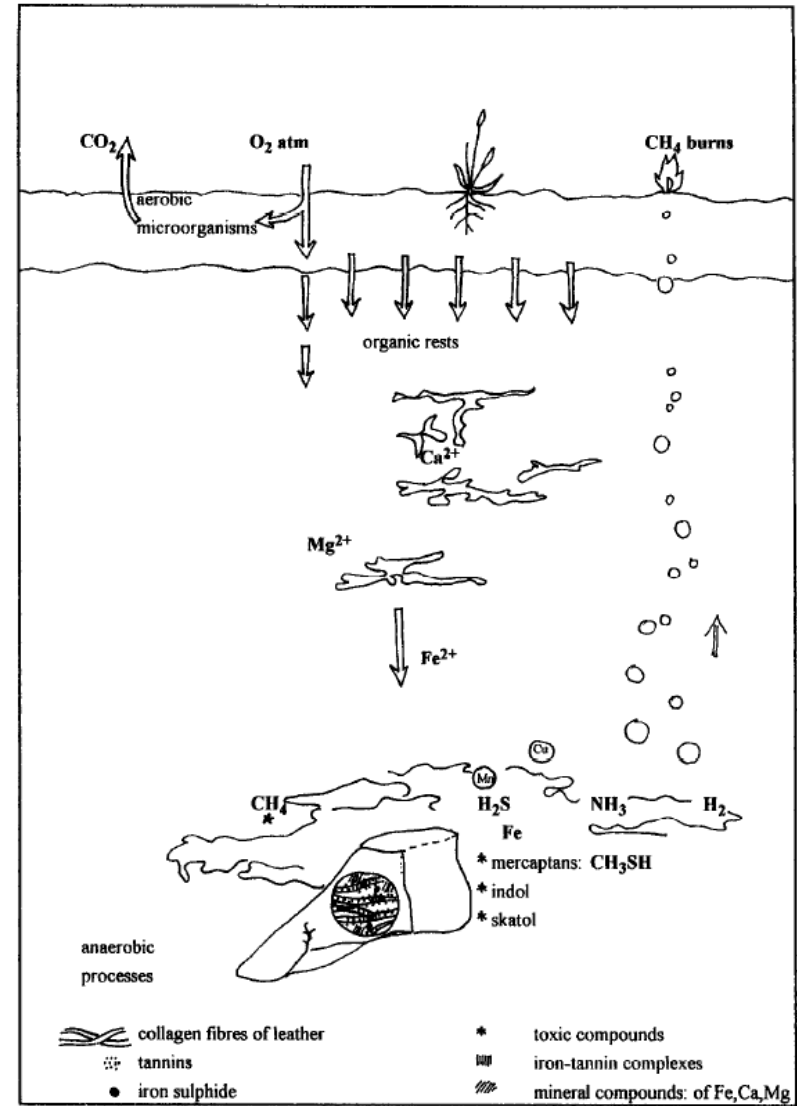 CO₂ O₂ atm CH₄ burns
aerobic
microorganisms
organic rests
Ca²⁺
Mg²⁺
Fe²⁺
Cu
Mn
CH₄ H₂S NH₃ H₂
*
Fe
* mercaptans: CH₃SH
* indol
* skatol
anaerobic
processes
collagen fibres of leather * toxic compounds
tannins iron-tannin complexes
iron sulphide mineral compounds: of Fe,Ca,Mg